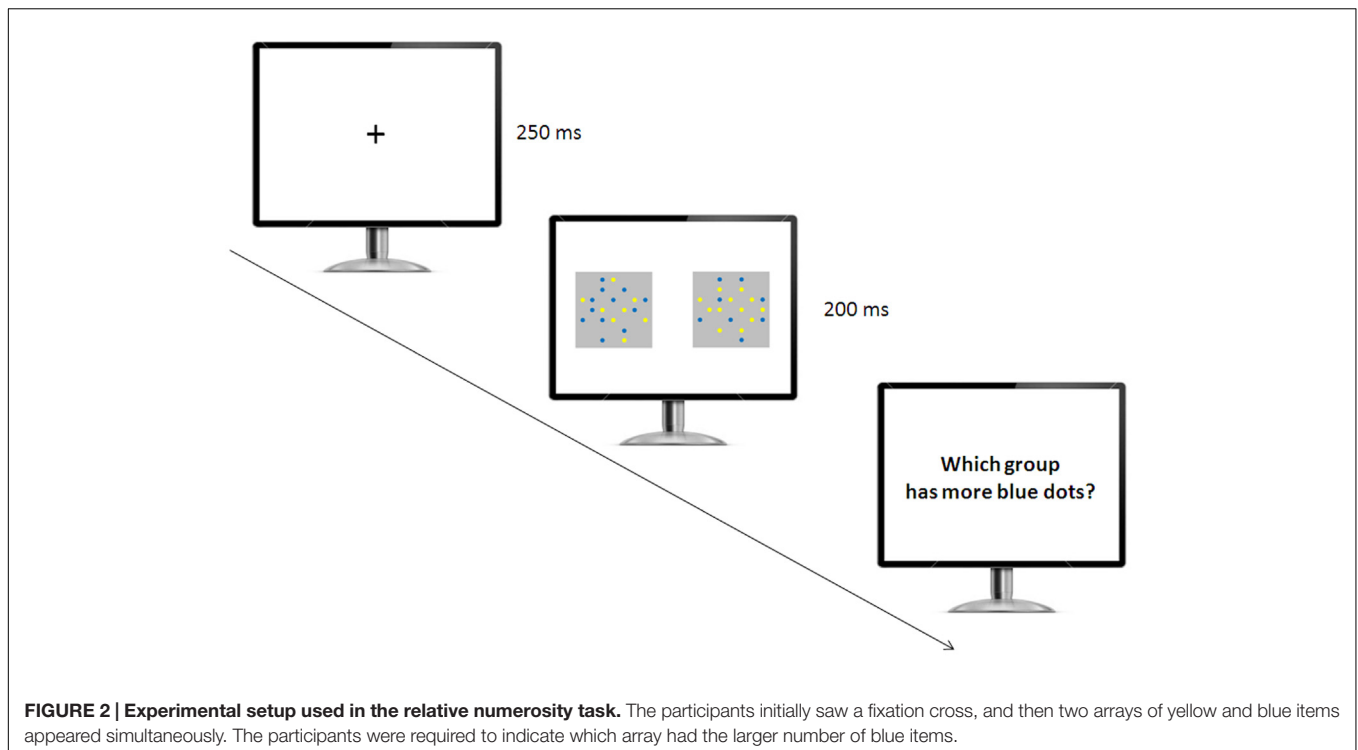 +
250 ms
200 ms
Which group
has more blue dots?
FIGURE 2 | Experimental setup used in the relative numerosity task. The participants initially saw a fixation cross, and then two arrays of yellow and blue items
appeared simultaneously. The participants were required to indicate which array had the larger number of blue items.